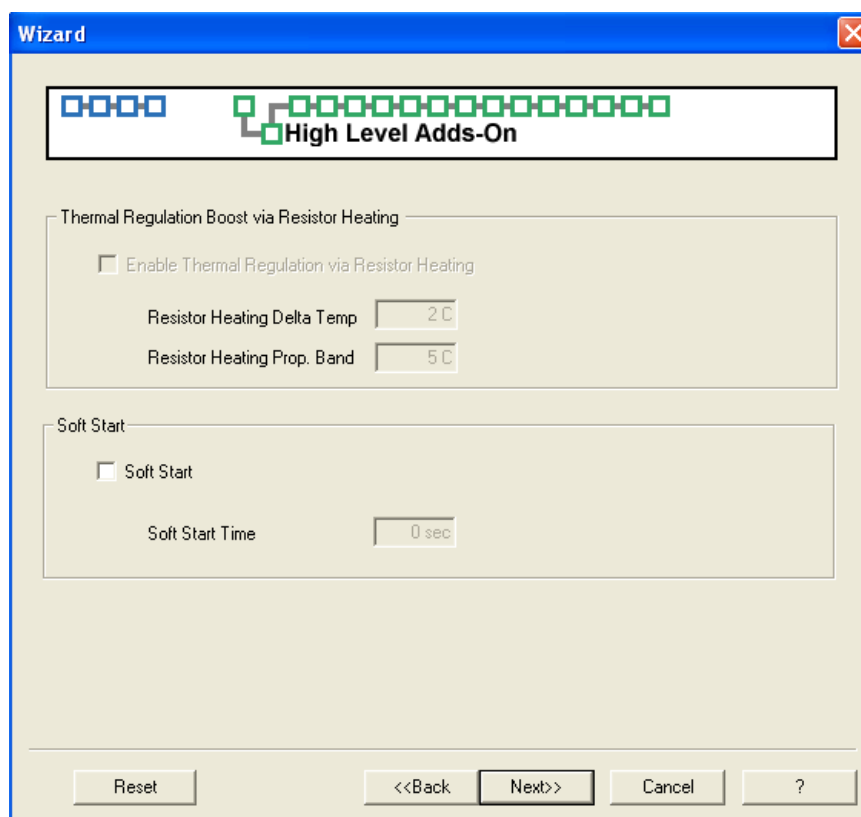 Wizard
High Level Adds-On
Thermal Regulation Boost via Resistor Heating
Enable Thermal Regulation via Resistor Heating
Resistor Heating Delta Temp 2 C
Resistor Heating Prop. Band 5 C
Soft Start
Soft Start
Soft Start Time 0 sec
Reset <<Back Next>> Cancel ?